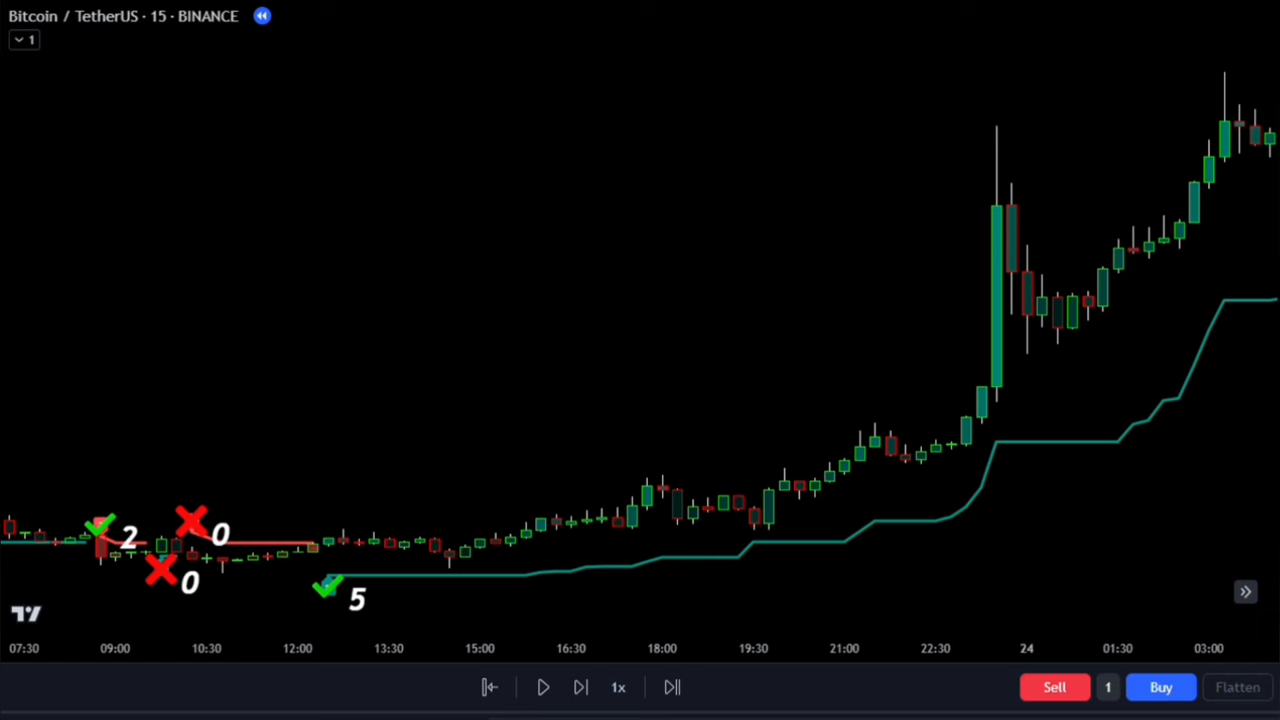 Bitcoin / TetherUS · 15 · BINANCE
1
2
0
0
5
07:30 09:00 10:30 12:00 13:30 15:00 16:30 18:00 19:30 21:00 22:30 24 01:30 03:00
1x Sell 1 Buy Flatten